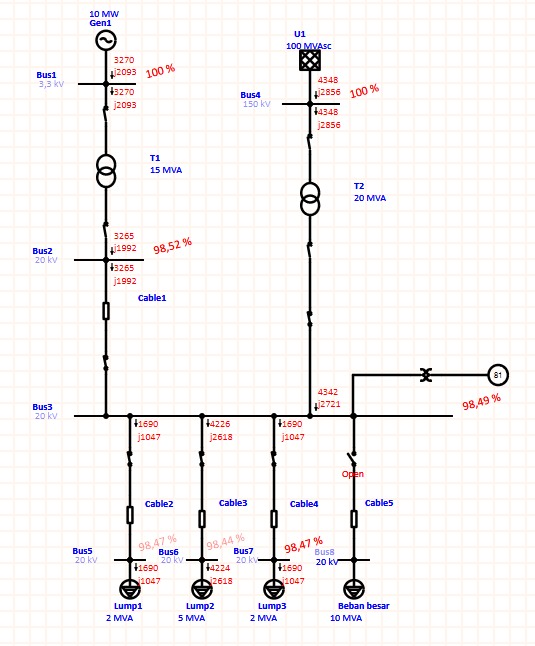 10 MW
Gen1
3270
j2093
100 %
Bus1
3,3 kV
3270
j2093
T1
15 MVA
3265
j1992
98,52 %
Bus2
20 kV
3265
j1992
Cable1
U1
100 MVAsc
4348
j2856
100 %
Bus4
150 kV
4348
j2856
T2
20 MVA
81
4342
j2721
98,49 %
Bus3
20 kV
1690
j1047
4226
j2618
1690
j1047
Open
Cable2
Cable3
Cable4
Cable5
98,47 %
98,44 %
98,47 %
Bus5
20 kV
Bus6
20 kV
Bus7
20 kV
Bus8
20 kV
1690
j1047
4224
j2618
1690
j1047
Lump1
2 MVA
Lump2
5 MVA
Lump3
2 MVA
Beban besar
10 MVA